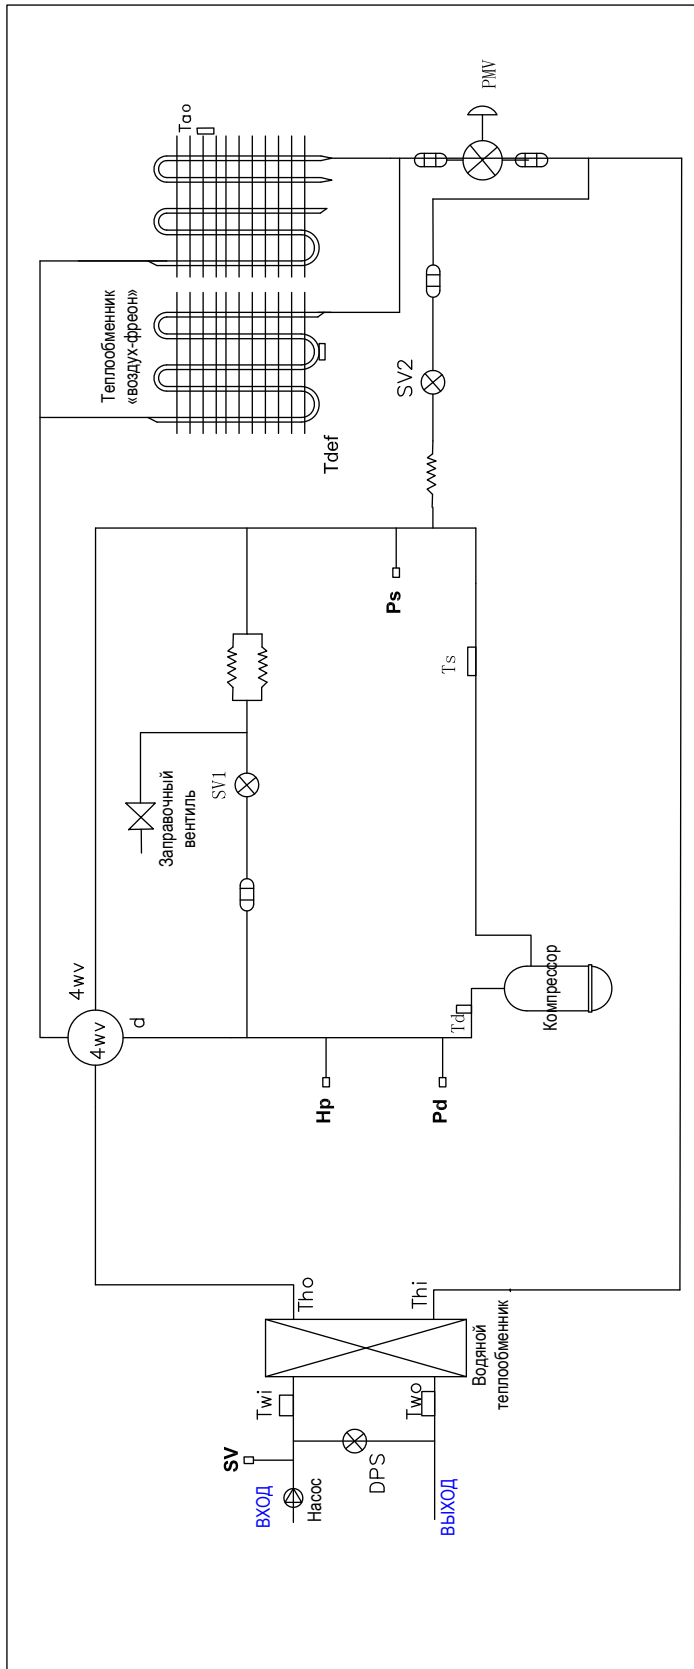 Tao
PMV
Теплообменник
«воздух-фреон»
Tdef
SV2
Ps
Ts
SV1
Заправочный
вентиль
4wv
4wv
d
Td
Компрессор
Hp
Pd
Tho
Thi
Водяной
теплообменник
Twi
Two
SV
DPS
ВХОД
Насос
ВЫХОД